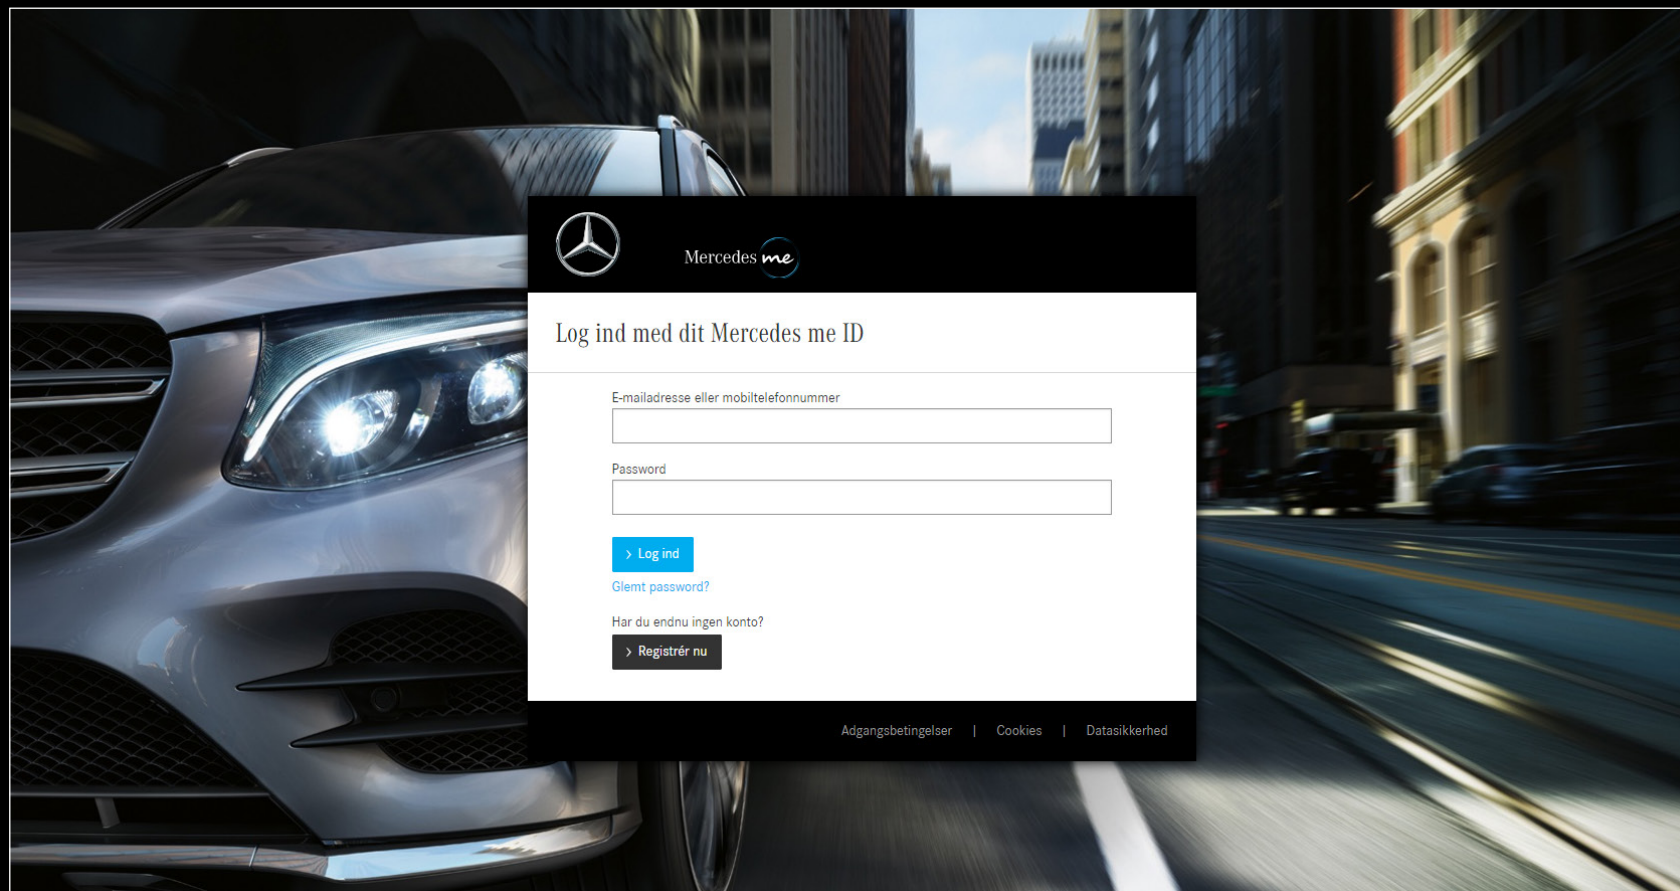 Mercedes me
Log ind med dit Mercedes me ID
E-mailadresse eller mobiltelefonnummer
Password
Log ind
Glemt password?
Har du endnu ingen konto?
Registrér nu
Adgangsbetingelser | Cookies | Datasikkerhed